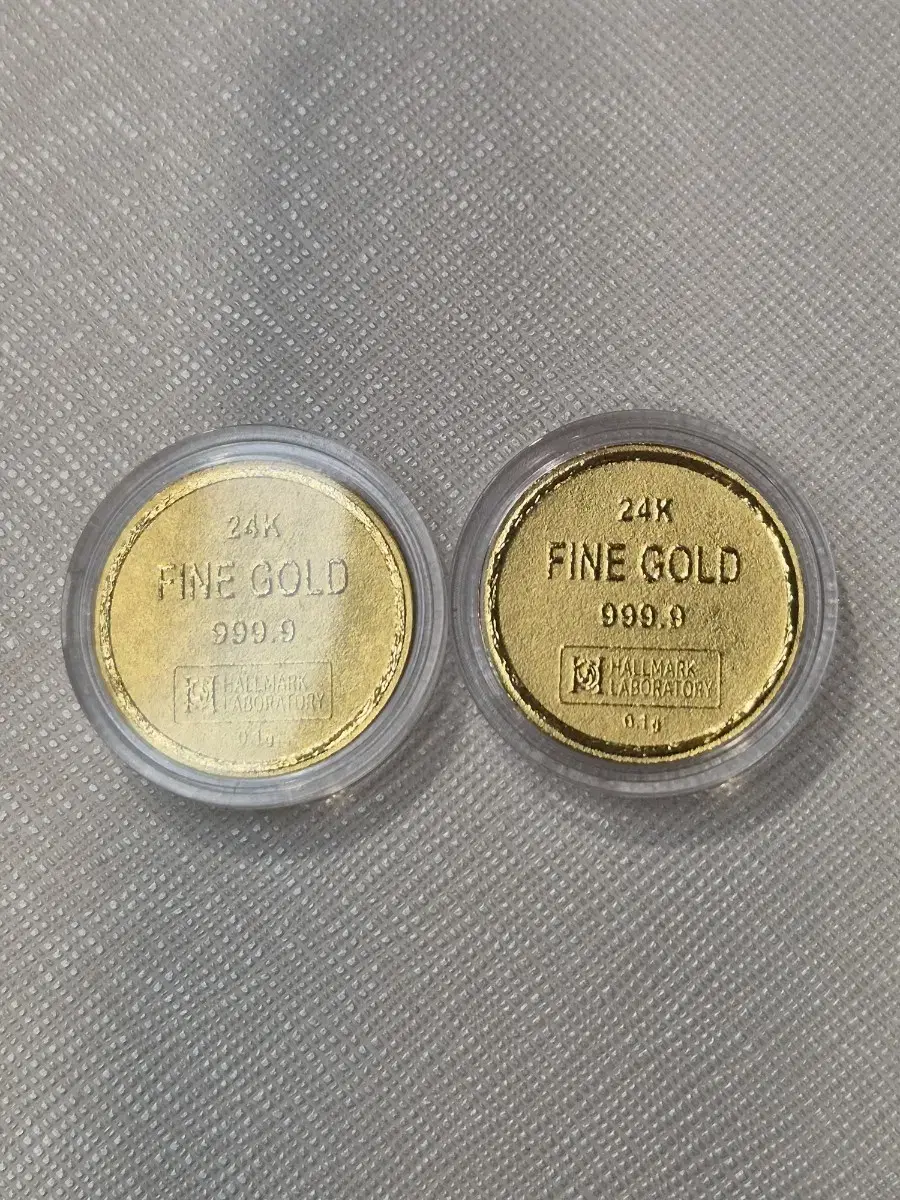 24K
FINE GOLD
999.9
HALLMARK
LABORATORY
0.1g
24K
FINE GOLD
999.9
HALLMARK
LABORATORY
0.1g